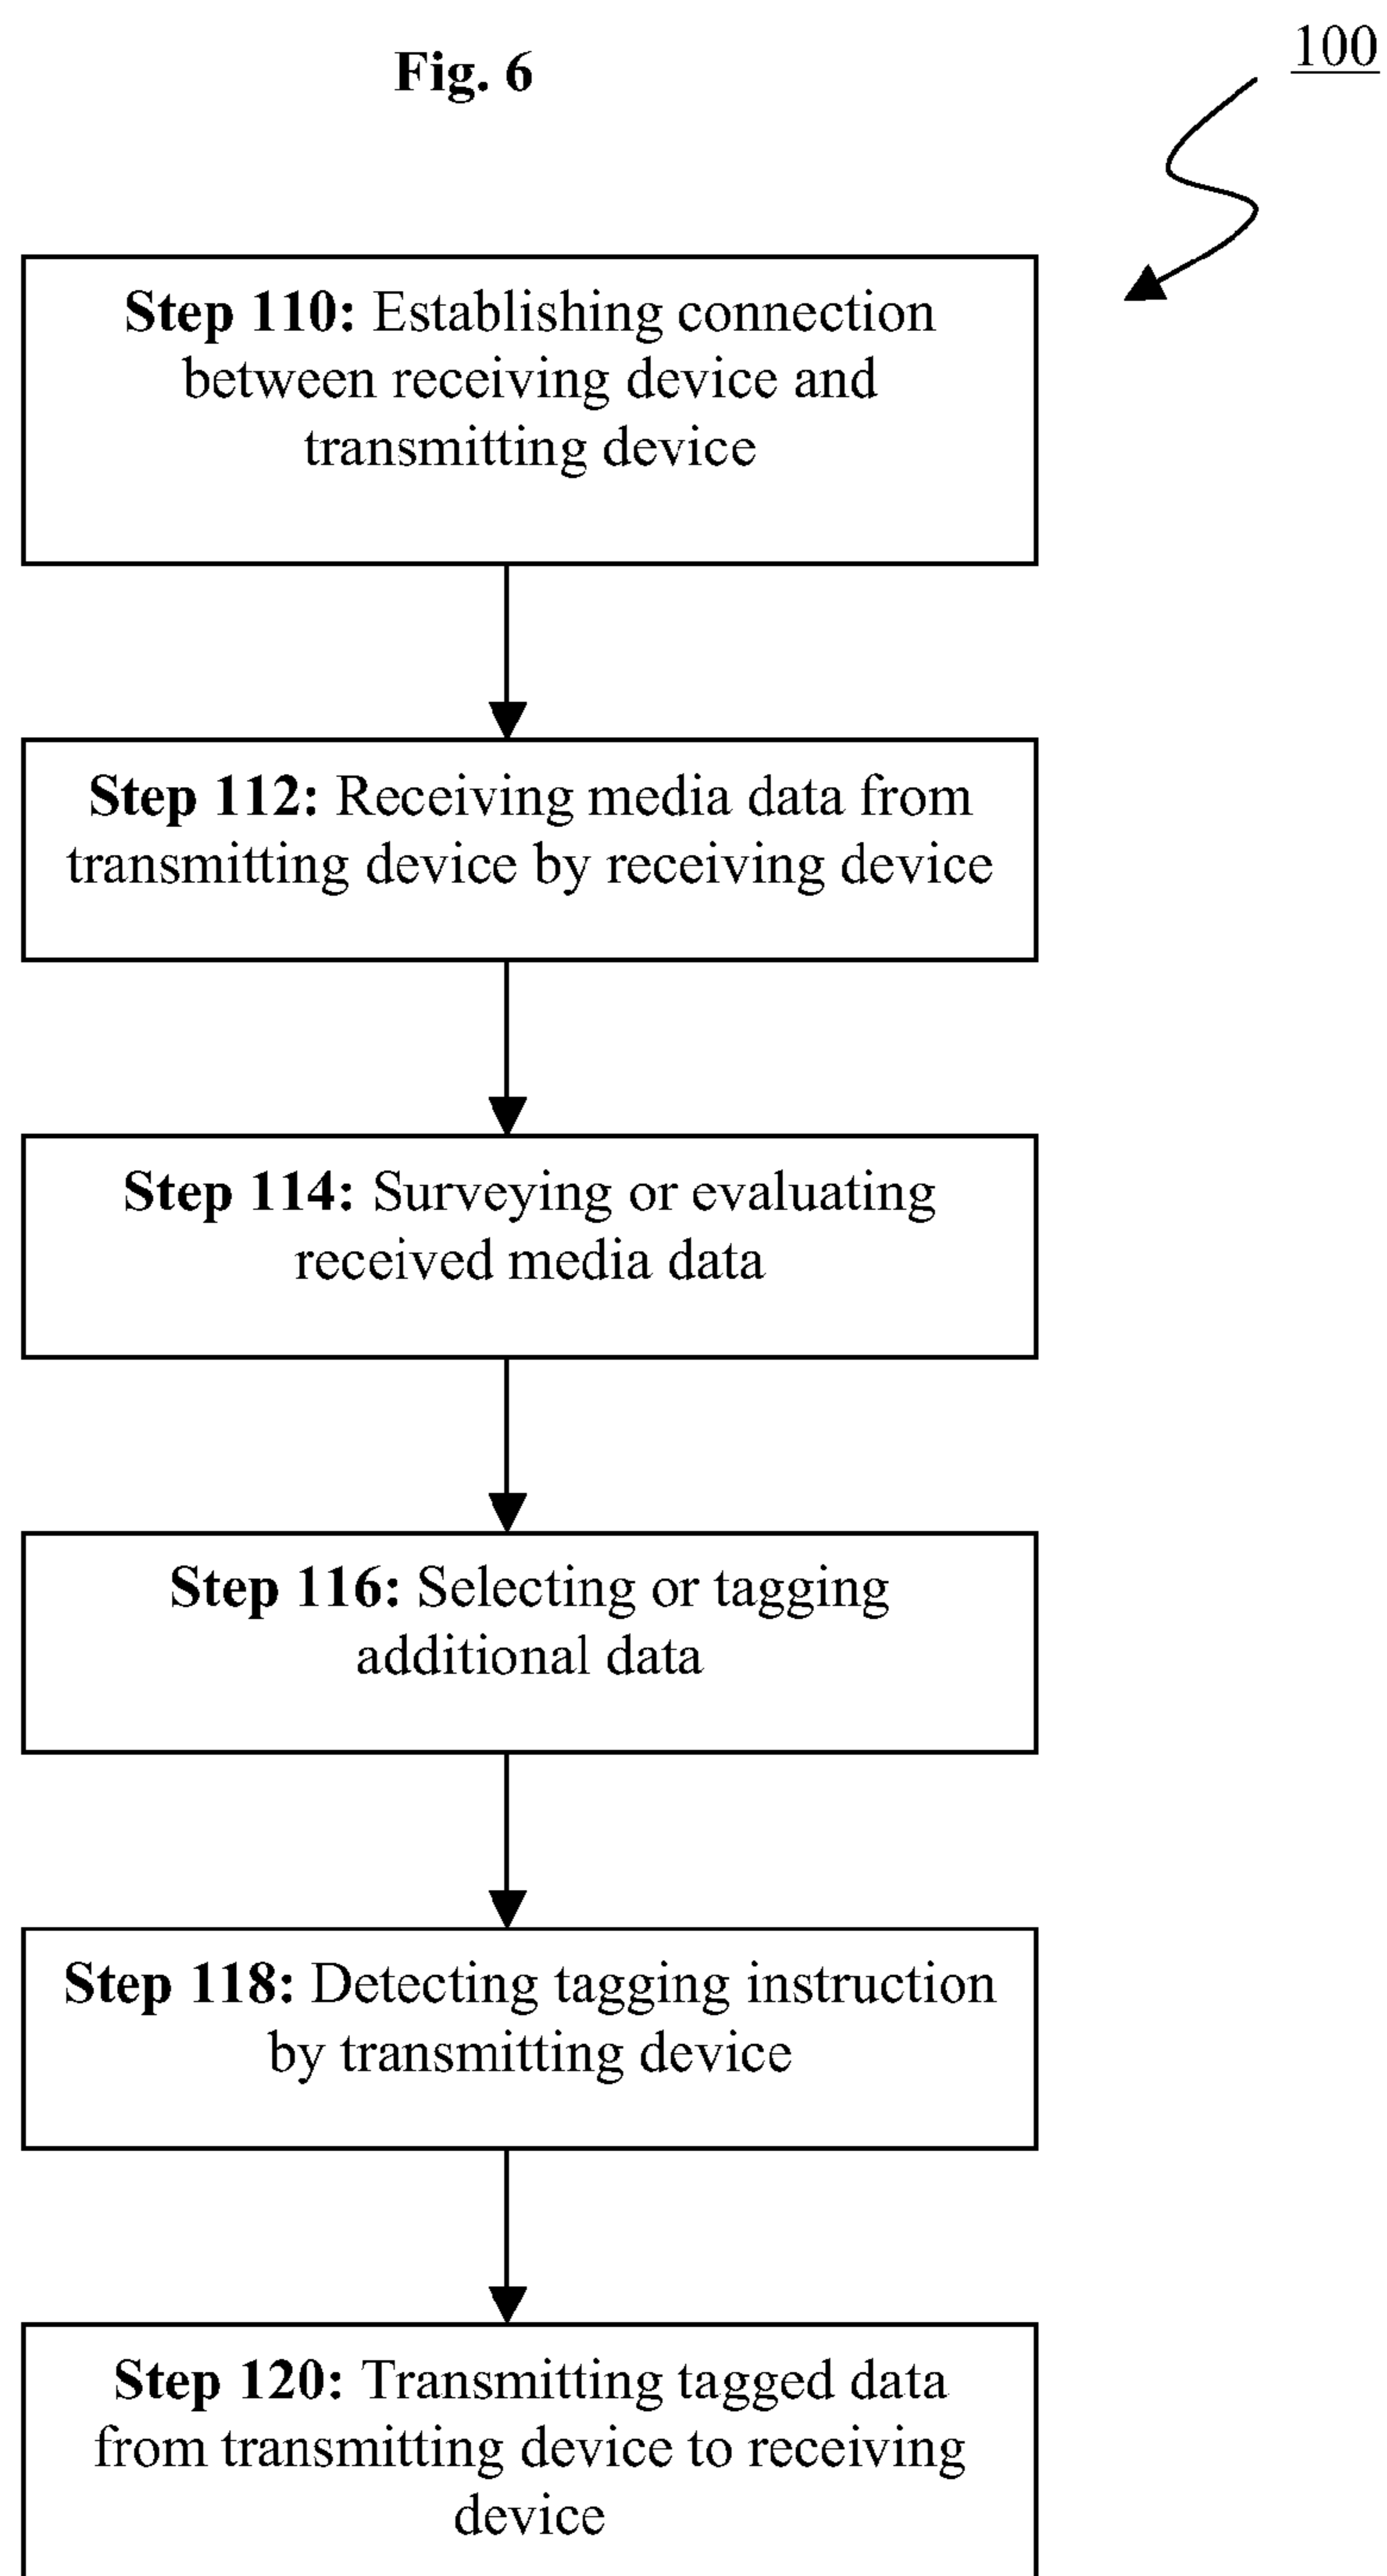 Fig. 6
100
Step 110: Establishing connection
between receiving device and
transmitting device
Step 112: Receiving media data from
transmitting device by receiving device
Step 114: Surveying or evaluating
received media data
Step 116: Selecting or tagging
additional data
Step 118: Detecting tagging instruction
by transmitting device
Step 120: Transmitting tagged data
from transmitting device to receiving
device